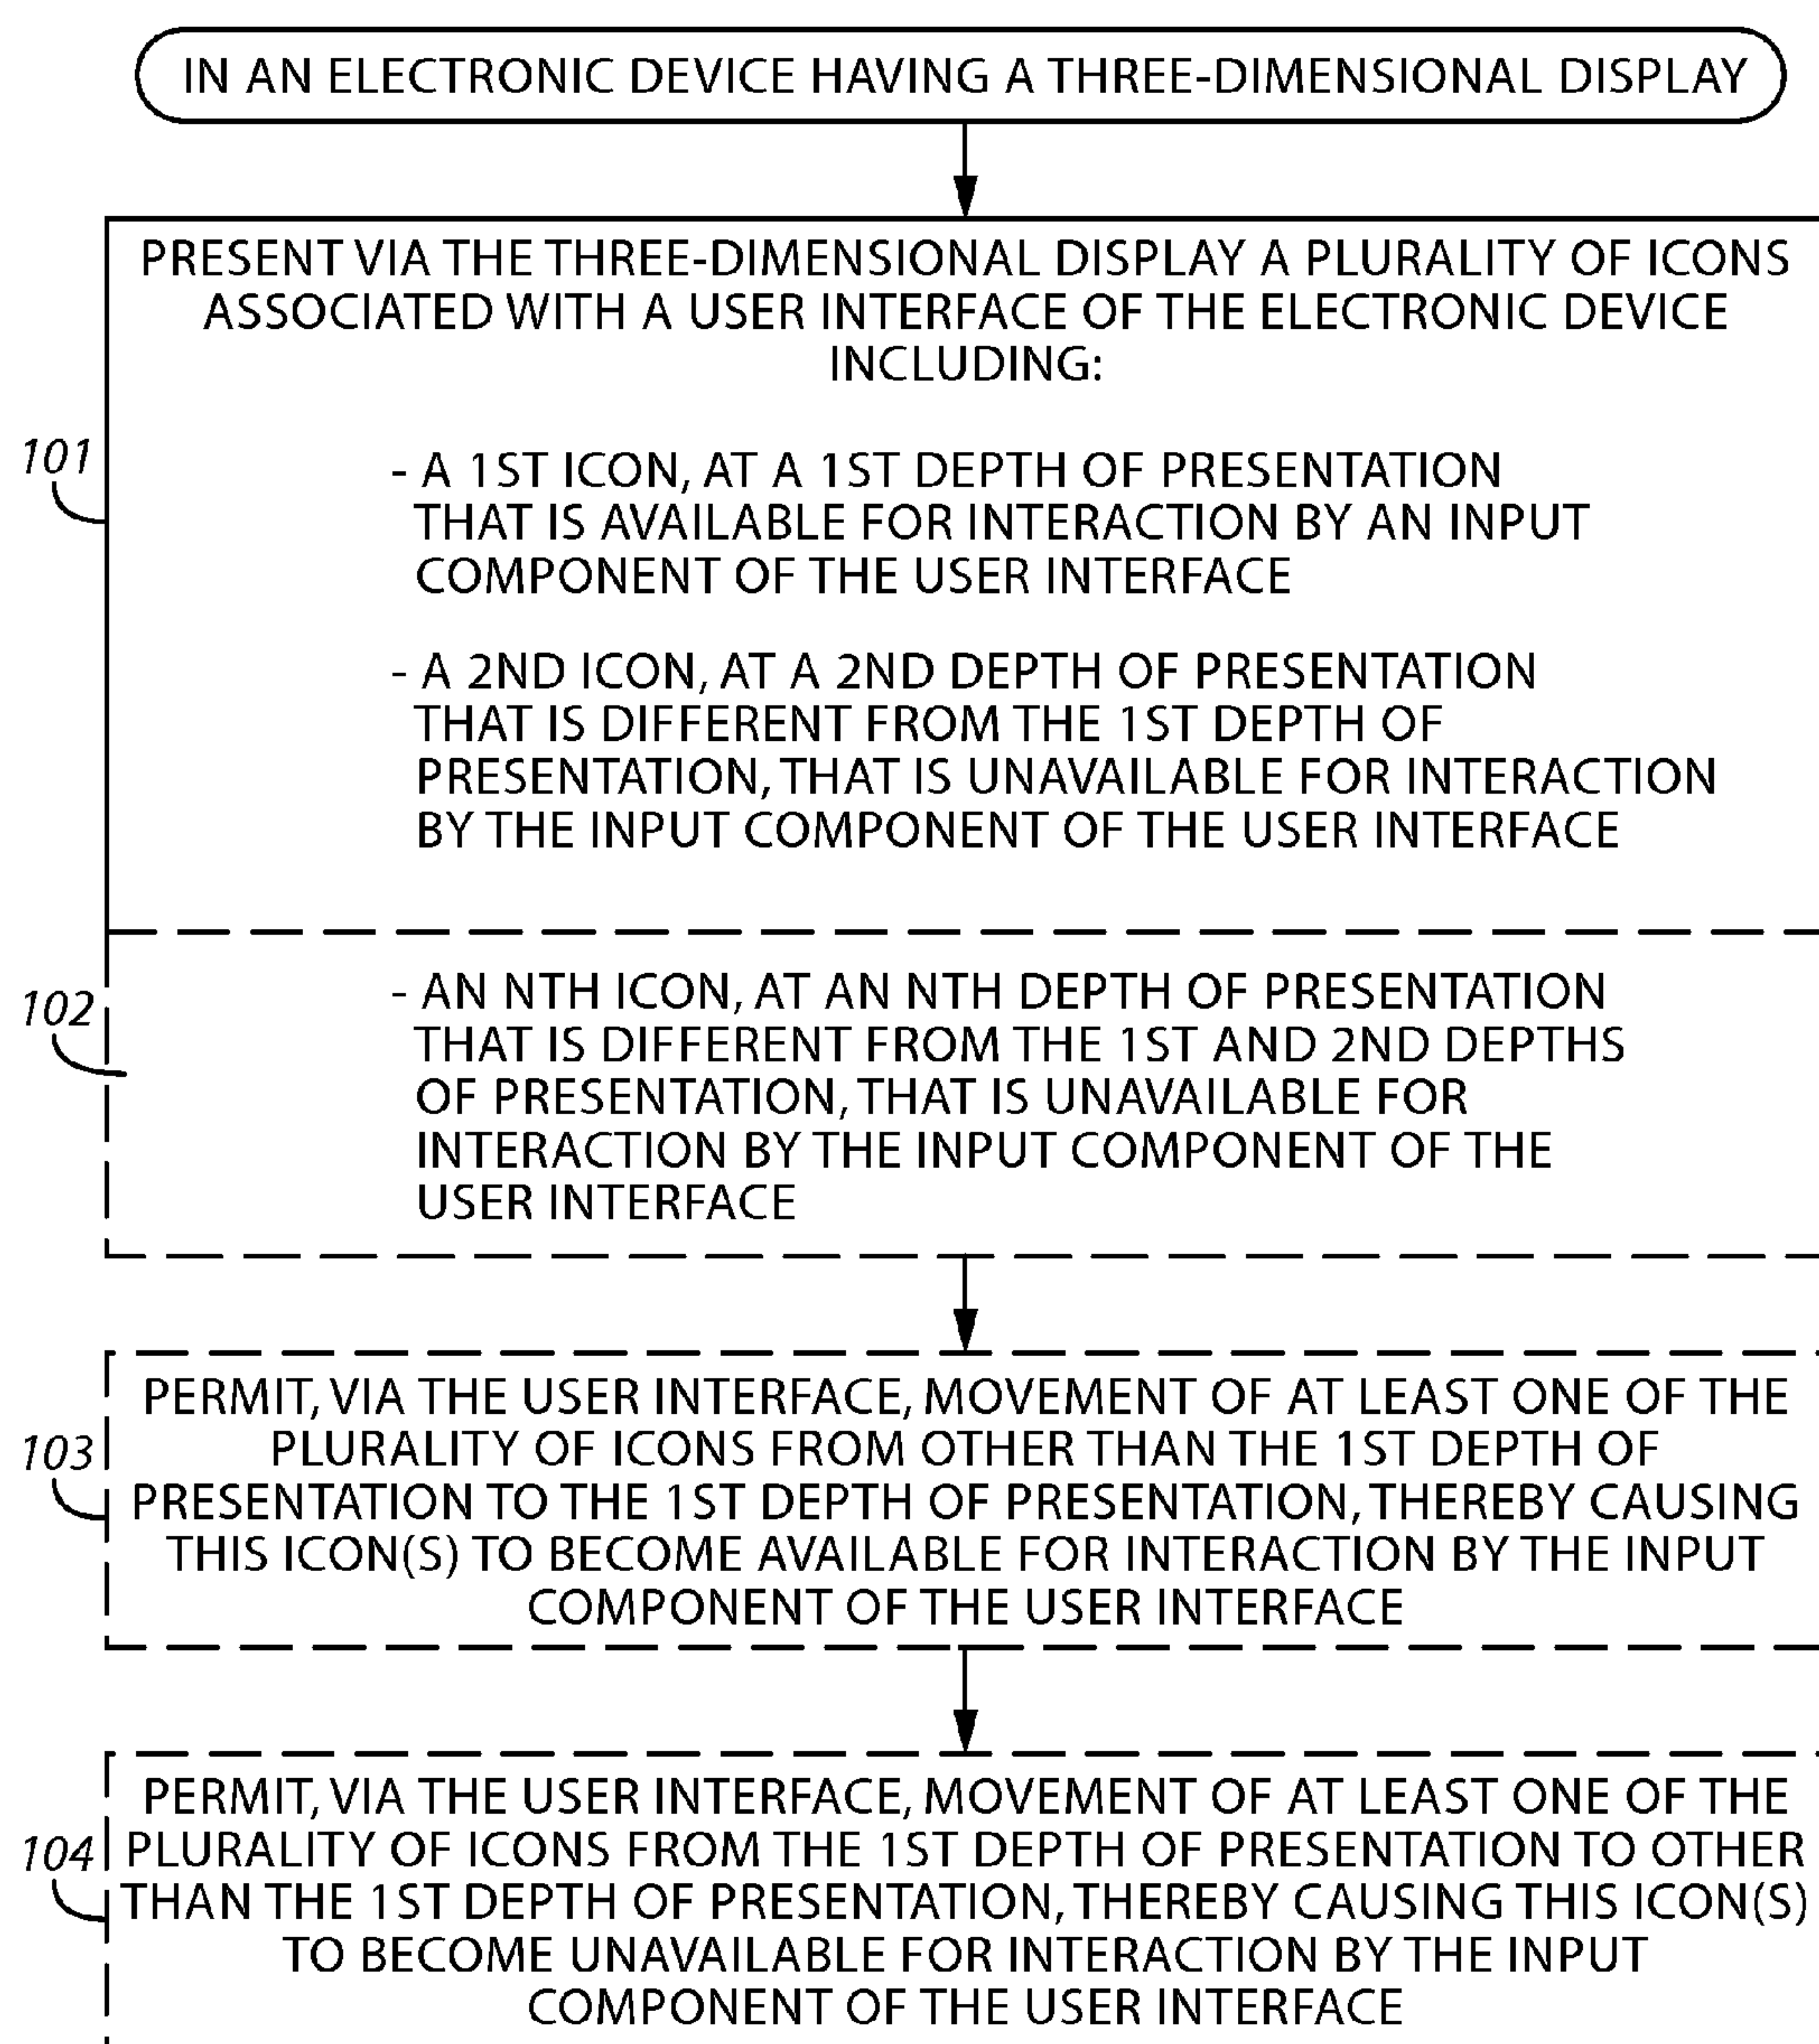 IN AN ELECTRONIC DEVICE HAVING A THREE-DIMENSIONAL DISPLAY
PRESENT VIA THE THREE-DIMENSIONAL DISPLAY A PLURALITY OF ICONS
ASSOCIATED WITH A USER INTERFACE OF THE ELECTRONIC DEVICE
INCLUDING:
101
- A 1ST ICON, AT A 1ST DEPTH OF PRESENTATION
THAT IS AVAILABLE FOR INTERACTION BY AN INPUT
COMPONENT OF THE USER INTERFACE
- A 2ND ICON, AT A 2ND DEPTH OF PRESENTATION
THAT IS DIFFERENT FROM THE 1ST DEPTH OF
PRESENTATION, THAT IS UNAVAILABLE FOR INTERACTION
BY THE INPUT COMPONENT OF THE USER INTERFACE
102
- AN NTH ICON, AT AN NTH DEPTH OF PRESENTATION
THAT IS DIFFERENT FROM THE 1ST AND 2ND DEPTHS
OF PRESENTATION, THAT IS UNAVAILABLE FOR
INTERACTION BY THE INPUT COMPONENT OF THE
USER INTERFACE
103
PERMIT, VIA THE USER INTERFACE, MOVEMENT OF AT LEAST ONE OF THE
PLURALITY OF ICONS FROM OTHER THAN THE 1ST DEPTH OF
PRESENTATION TO THE 1ST DEPTH OF PRESENTATION, THEREBY CAUSING
THIS ICON(S) TO BECOME AVAILABLE FOR INTERACTION BY THE INPUT
COMPONENT OF THE USER INTERFACE
104
PERMIT, VIA THE USER INTERFACE, MOVEMENT OF AT LEAST ONE OF THE
PLURALITY OF ICONS FROM THE 1ST DEPTH OF PRESENTATION TO OTHER
THAN THE 1ST DEPTH OF PRESENTATION, THEREBY CAUSING THIS ICON(S)
TO BECOME UNAVAILABLE FOR INTERACTION BY THE INPUT
COMPONENT OF THE USER INTERFACE